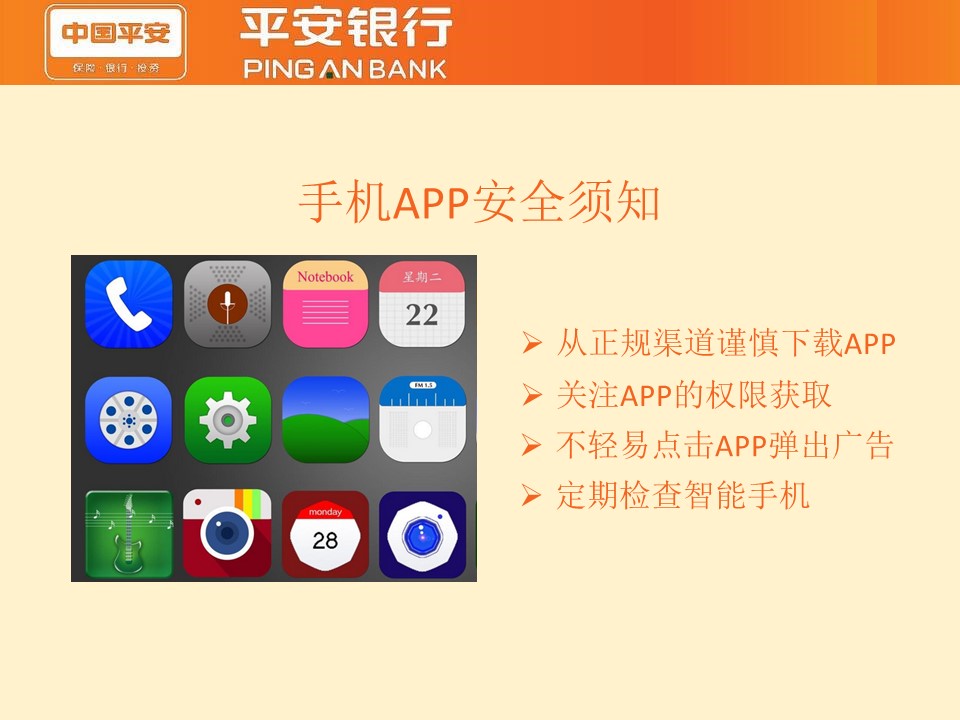 中国平安
保险·银行·投资
平安银行
PING AN BANK
手机APP安全须知
Notebook
星期二
22
FM 1.5
monday
28
➢ 从正规渠道谨慎下载APP
➢ 关注APP的权限获取
➢ 不轻易点击APP弹出广告
➢ 定期检查智能手机